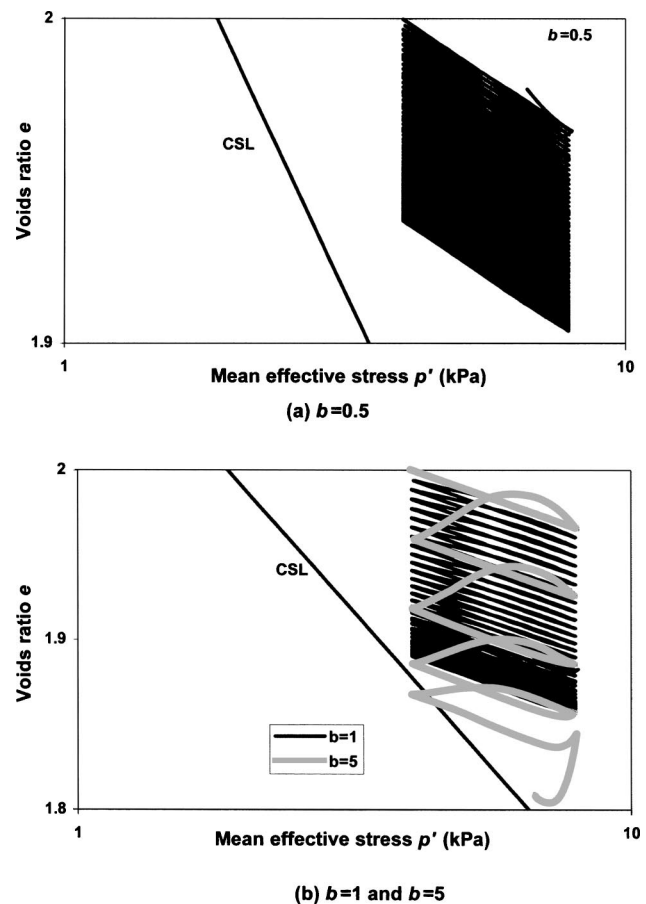 2
b=0.5
Voids ratio e
CSL
1.9
1
10
Mean effective stress p' (kPa)
(a) b=0.5
2
Voids ratio e
CSL
1.9
b=1
b=5
1.8
1
10
Mean effective stress p' (kPa)
(b) b=1 and b=5